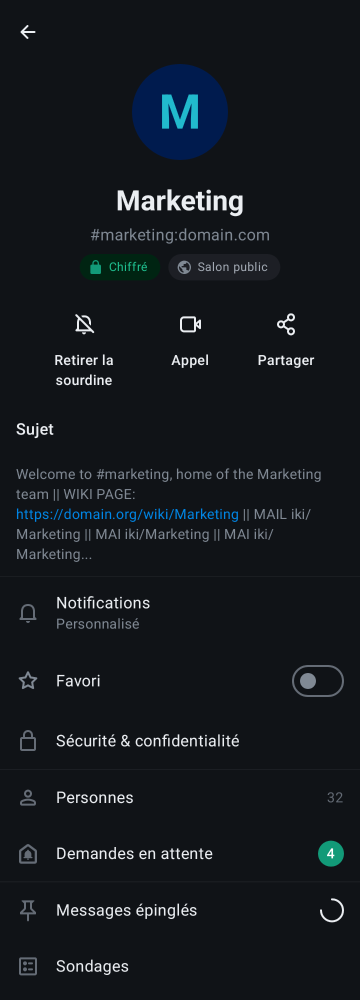 M
Marketing
#marketing:domain.com
Chiffré
Salon public
Retirer la
sourdine
Appel
Partager
Sujet
Welcome to #marketing, home of the Marketing
team || WIKI PAGE:
https://domain.org/wiki/Marketing || MAIL iki/
Marketing || MAI iki/Marketing || MAI iki/
Marketing...
Notifications
Personnalisé
Favori
Sécurité & confidentialité
Personnes 32
Demandes en attente 4
Messages épinglés
Sondages